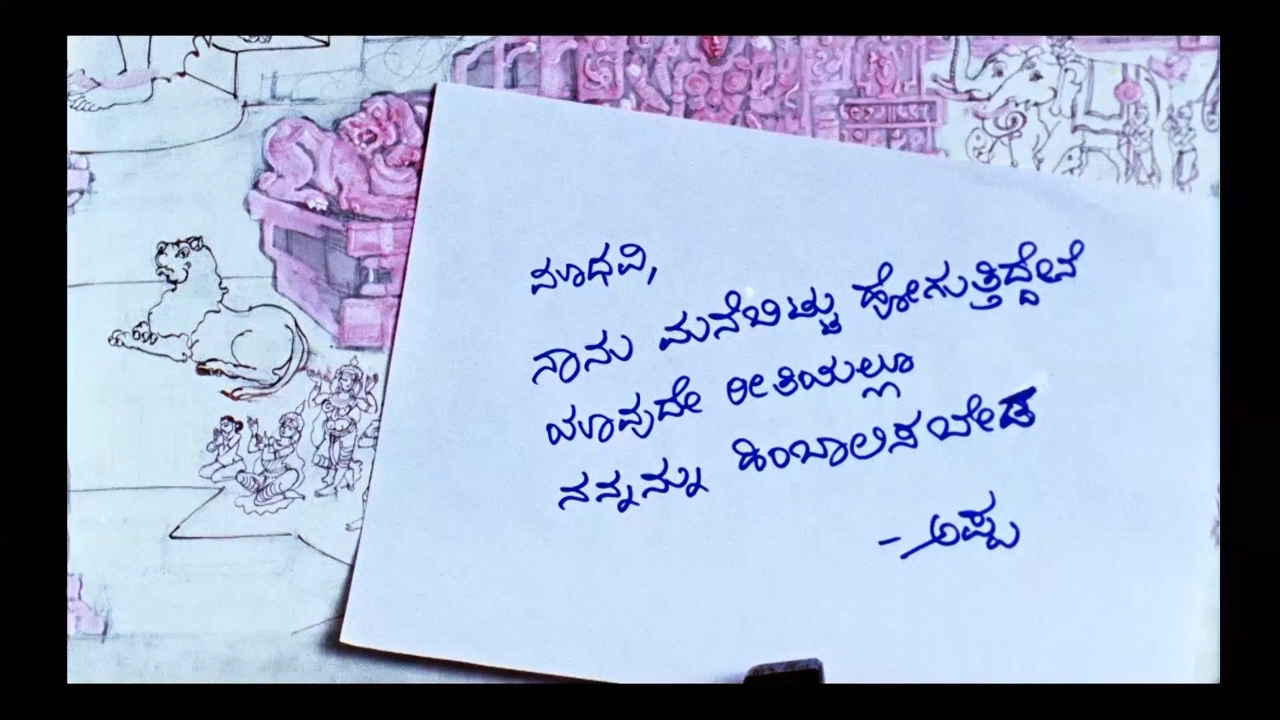 ಮಾಧವಿ,
ನಾನು ಮನೆಬಿಟ್ಟು ಹೋಗುತ್ತಿದ್ದೇನೆ
ಯಾವುದೇ ರೀತಿಯಲ್ಲೂ
ನನ್ನನ್ನು ಹಿಂಬಾಲಿಸಬೇಡ
- ಅಪ್ಪು